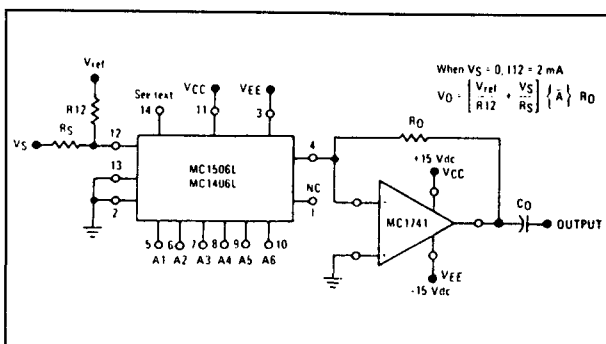 When VS = 0, I12 = 2 mA
VO = [Vref/R12 + VS/RS] {A} RO
Vref
R12
See text
14
VCC
11
VEE
3
VS
RS
12
13
2
MC1506L
MC1406L
4
NC
1
5 6 7 8 9 10
A1 A2 A3 A4 A5 A6
RO
+15 Vdc
VCC
-
MC1741
+
VEE
-15 Vdc
CO
OUTPUT